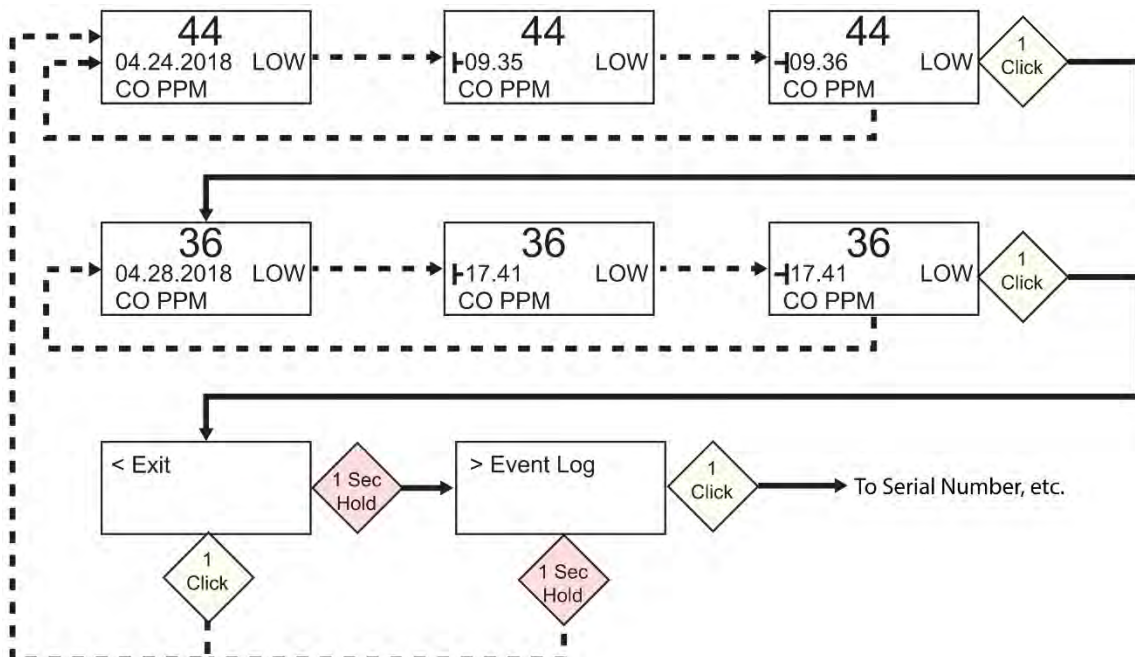 44
04.24.2018 LOW
CO PPM
44
09.35 LOW
CO PPM
44
09.36 LOW
CO PPM
1
Click
36
04.28.2018 LOW
CO PPM
36
17.41 LOW
CO PPM
36
17.41 LOW
CO PPM
1
Click
< Exit
1 Sec
Hold
> Event Log
1
Click
To Serial Number, etc.
1
Click
1 Sec
Hold